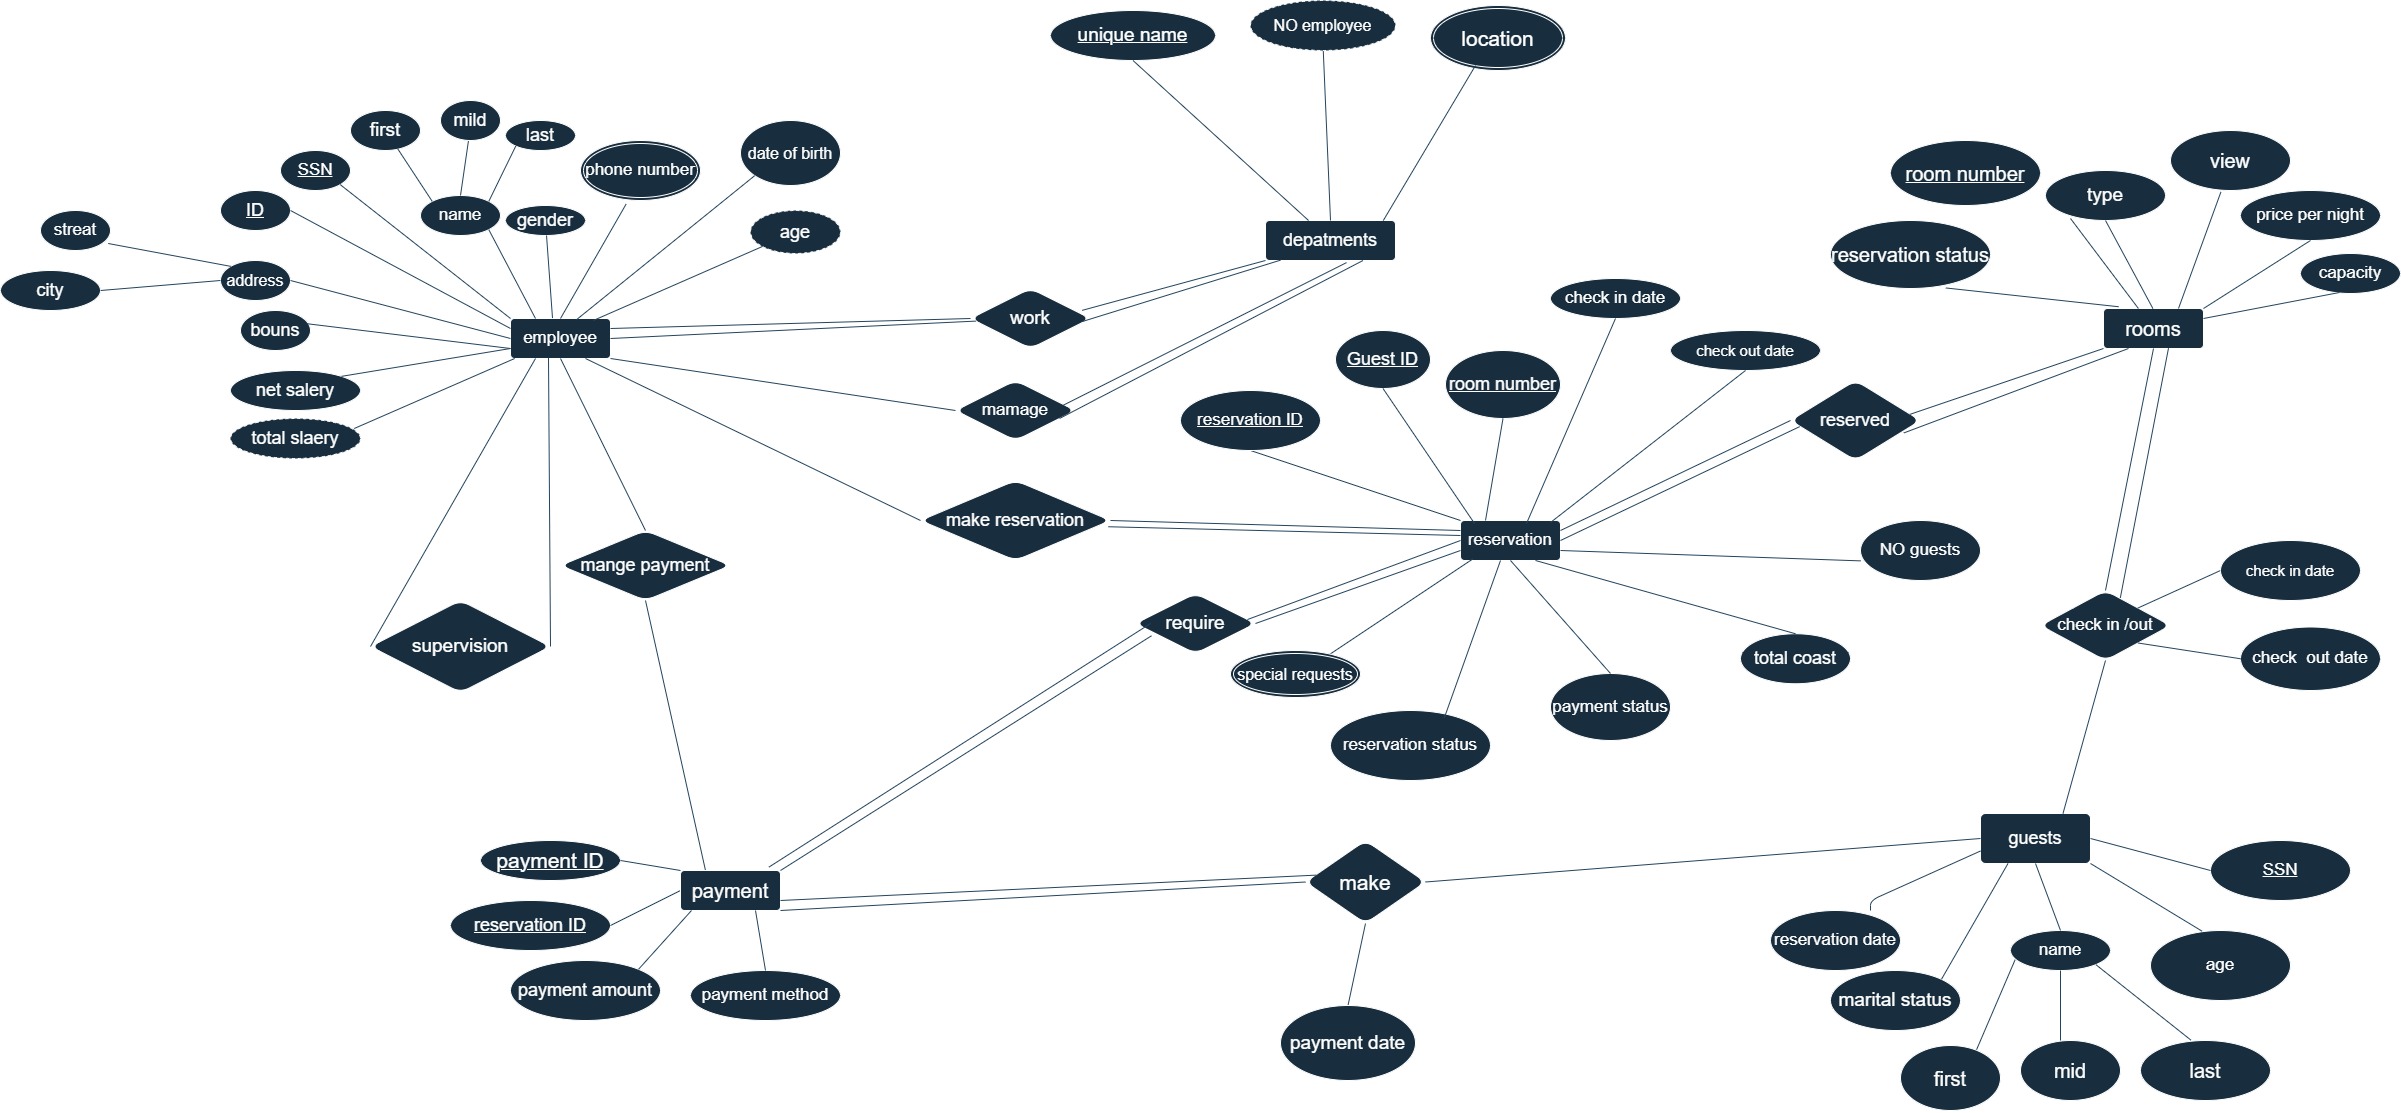 unique name
NO employee
location
first
mild
last
phone number
date of birth
SSN
ID
name
gender
age
streat
city
address
bouns
net salery
total slaery
employee
depatments
work
mamage
make reservation
mange payment
supervision
room number
type
view
price per night
capacity
reservation status
rooms
check in date
check out date
Guest ID
room number
reservation ID
reserved
reservation
NO guests
require
special requests
reservation status
payment status
total coast
check in /out
check in date
check out date
payment ID
reservation ID
payment amount
payment method
payment
make
payment date
guests
SSN
reservation date
marital status
name
age
first
mid
last